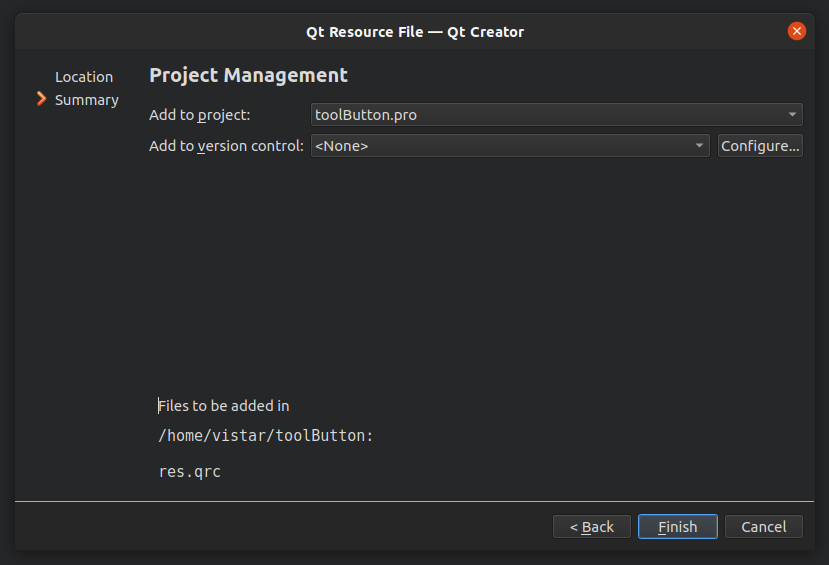 Qt Resource File — Qt Creator
Location
Summary
Project Management
Add to project:
toolButton.pro
Add to version control:
<None>
Configure...
Files to be added in
/home/vistar/toolButton:
res.qrc
< Back
Finish
Cancel